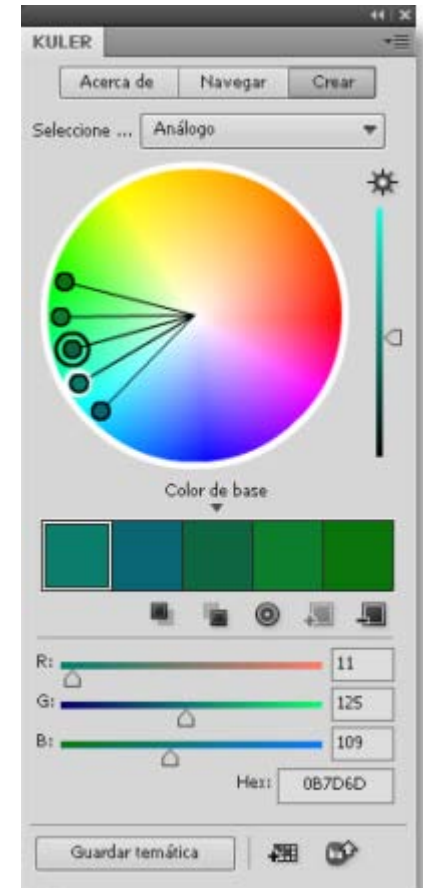 KULER
Acerca de Navegar Crear
Seleccione ... Análogo
Color de base
R: 11
G: 125
B: 109
Hex: 0B7D6D
Guardar temática